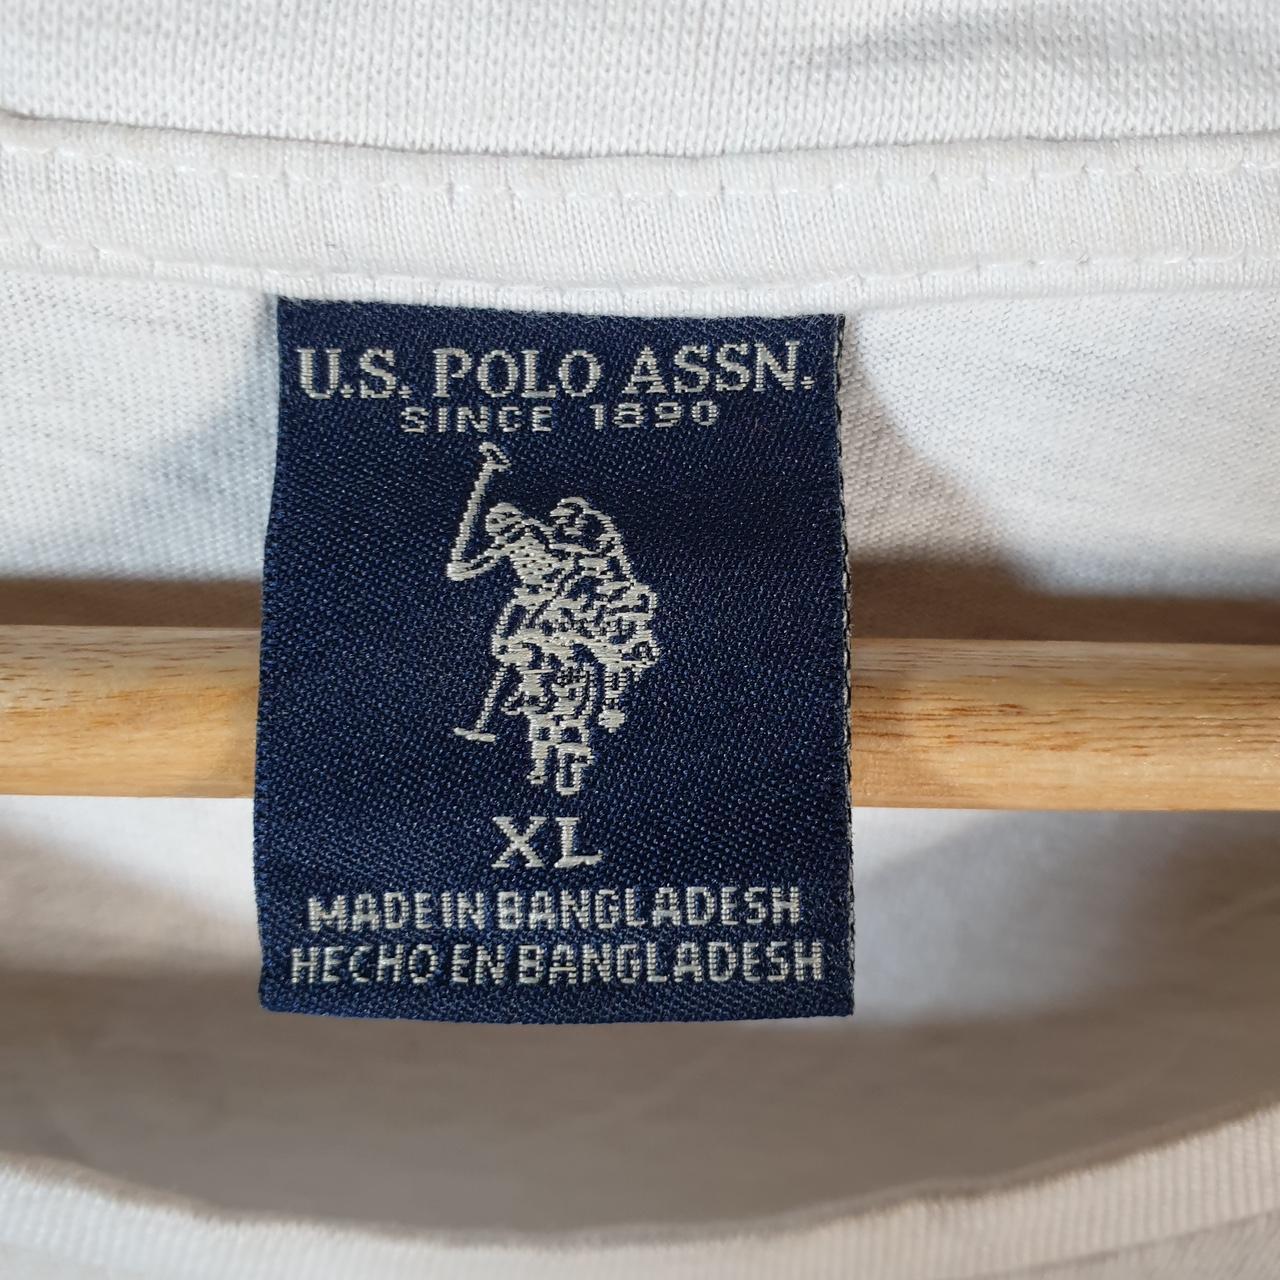 U.S. POLO ASSN.
SINCE 1890
XL
MADE IN BANGLADESH
HECHO EN BANGLADESH